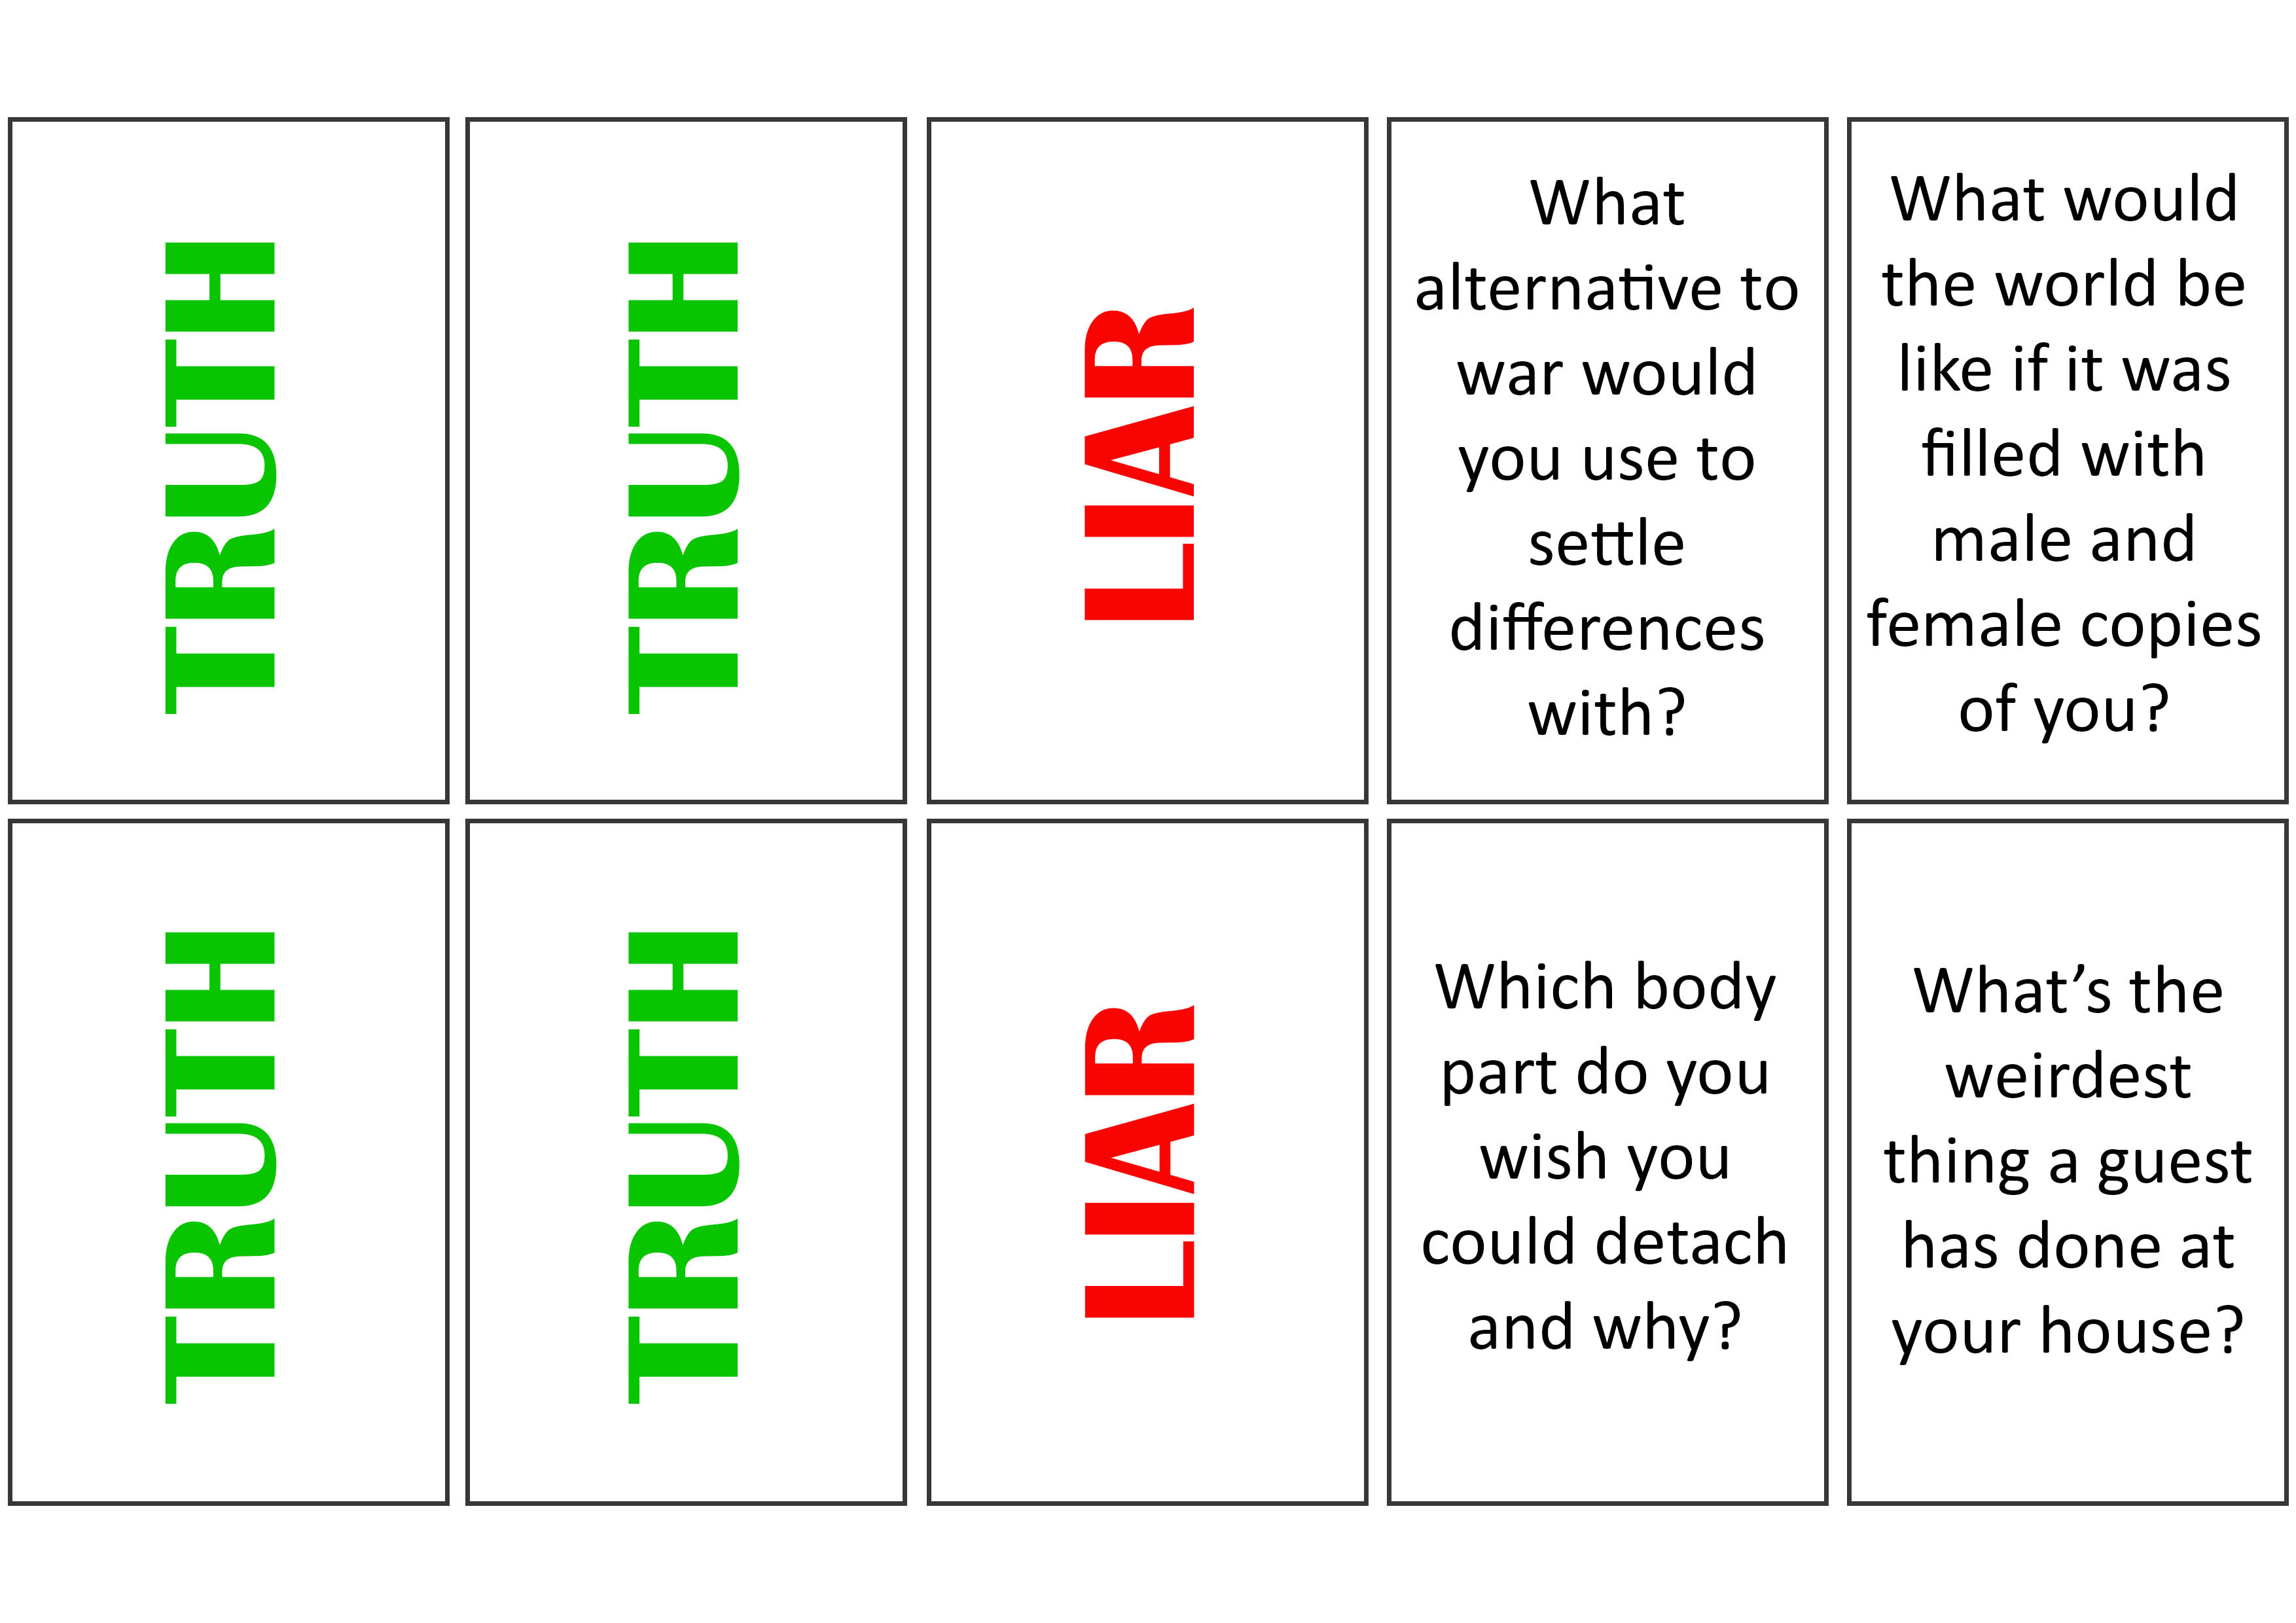 TRUTH
TRUTH
LIAR
What
alternative to
war would
you use to
settle
differences
with?
What would
the world be
like if it was
filled with
male and
female copies
of you?
TRUTH
TRUTH
LIAR
Which body
part do you
wish you
could detach
and why?
What’s the
weirdest
thing a guest
has done at
your house?